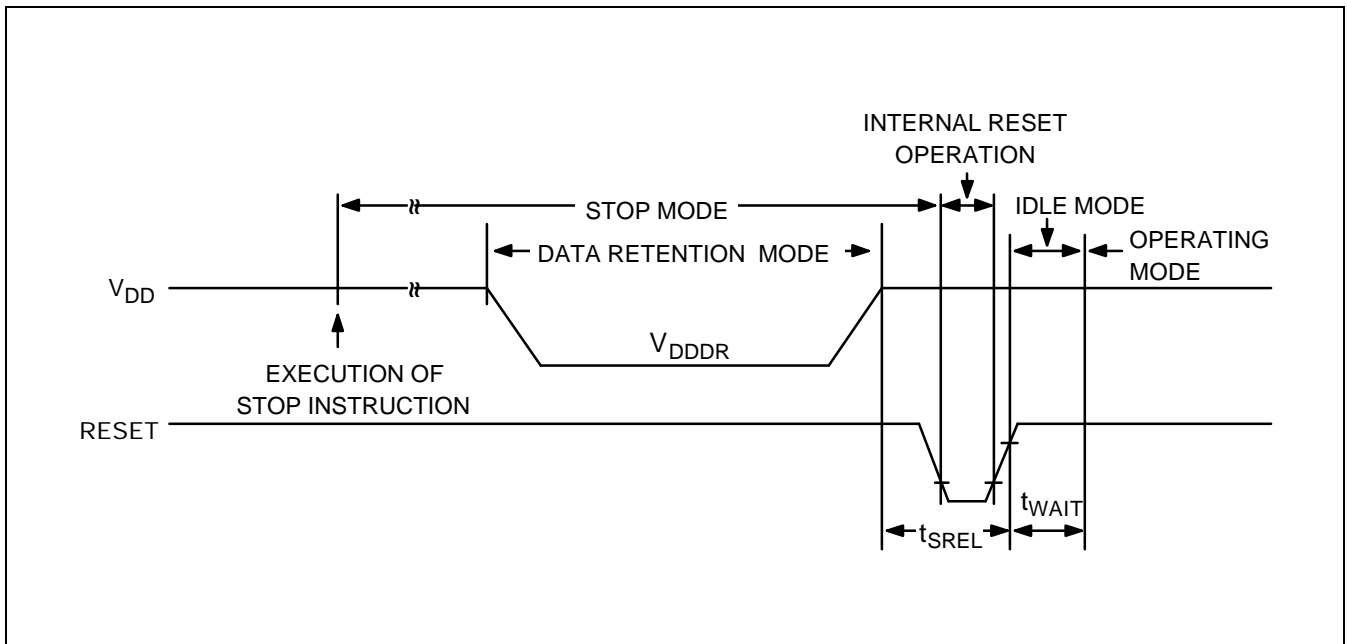 INTERNAL RESET
OPERATION
STOP MODE
IDLE MODE
DATA RETENTION MODE
OPERATING
MODE
VDD
VDDDR
EXECUTION OF
STOP INSTRUCTION
RESET
tWAIT
tSREL